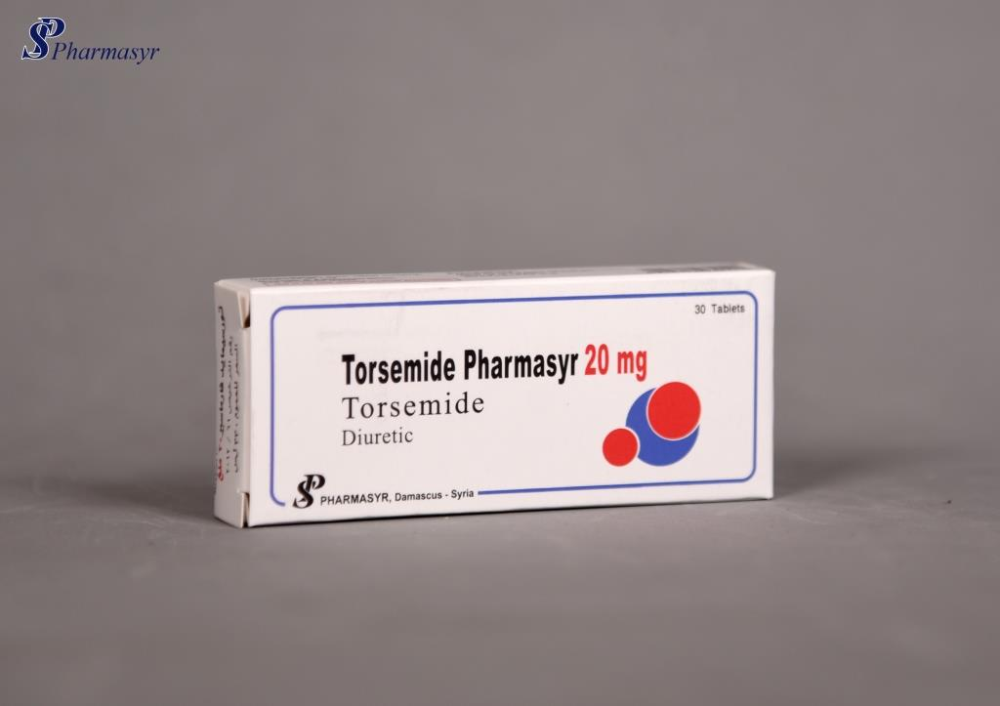 SP Pharmasyr
30 Tablets
Torsemide Pharmasyr 20 mg
Torsemide
Diuretic
SP PHARMASYR, Damascus - Syria